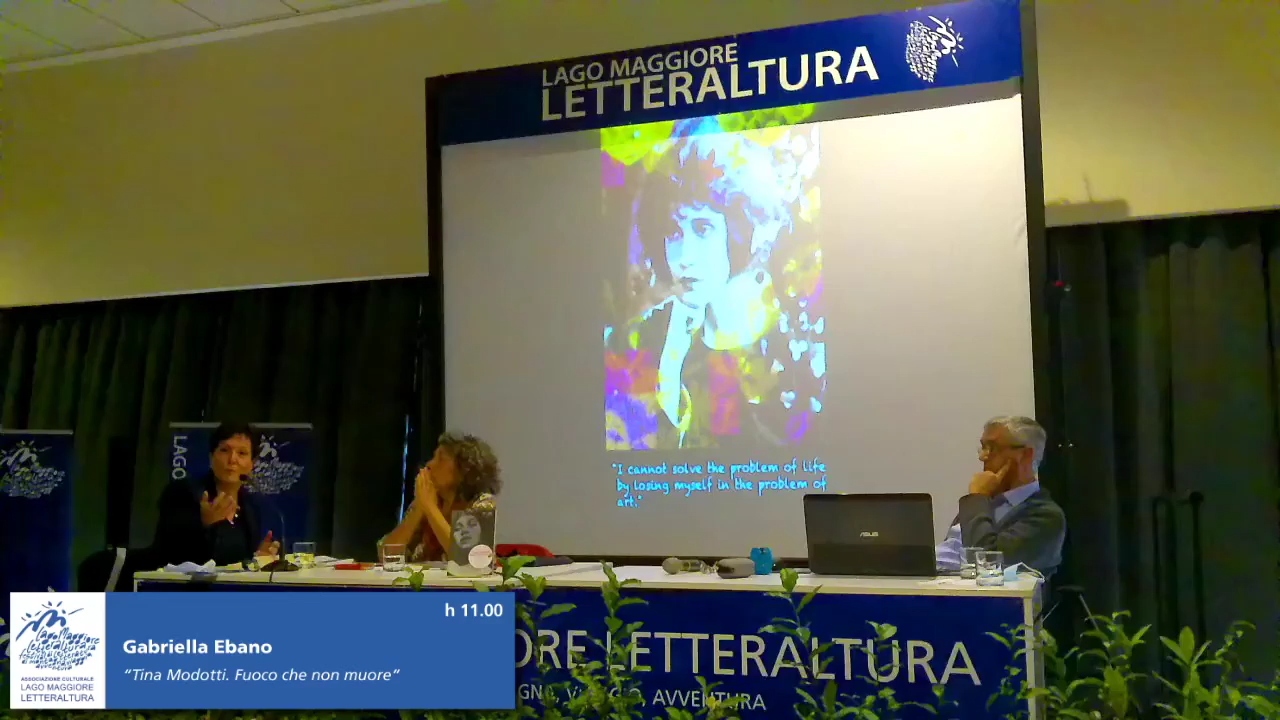 LAGO MAGGIORE
LETTERALTURA
"I cannot solve the problem of life
by losing myself in the problem of
art."
LAGO
ASUS
h 11.00
Gabriella Ebano
“Tina Modotti. Fuoco che non muore”
ASSOCIAZIONE CULTURALE
LAGO MAGGIORE
LETTERALTURA
ORE LETTERALTURA
AVVENTURA